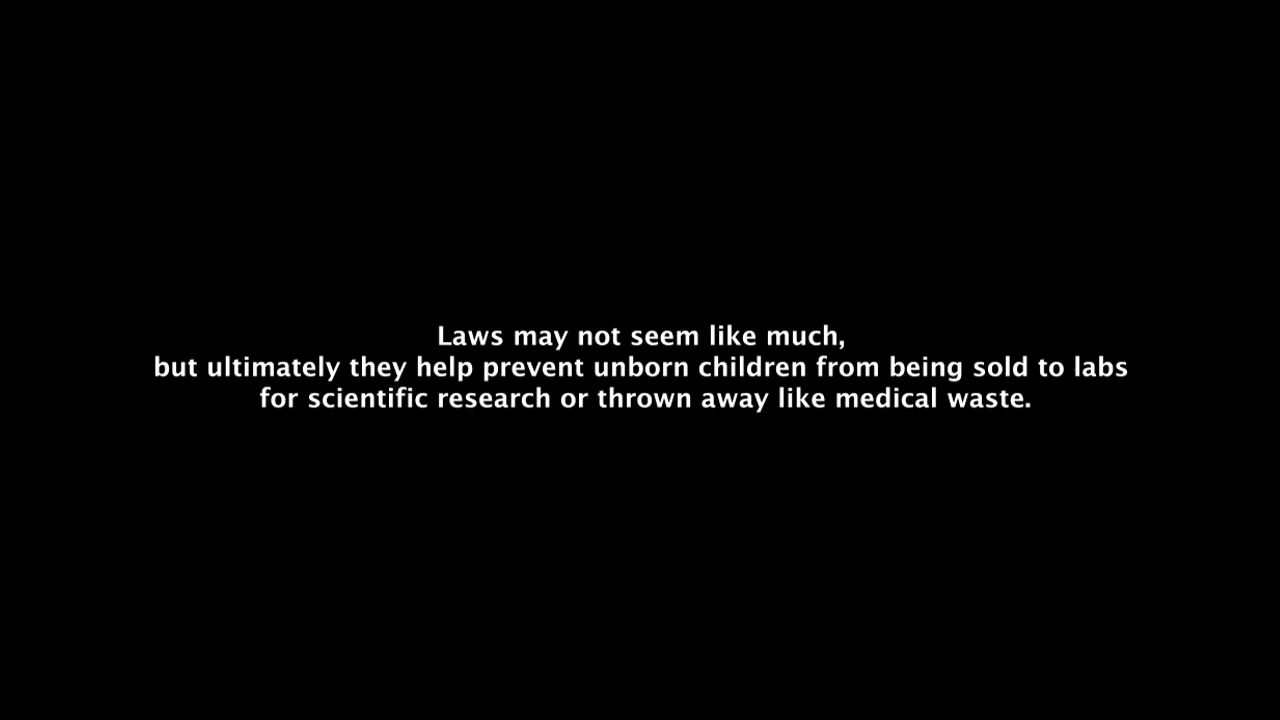 Laws may not seem like much,
but ultimately they help prevent unborn children from being sold to labs
for scientific research or thrown away like medical waste.